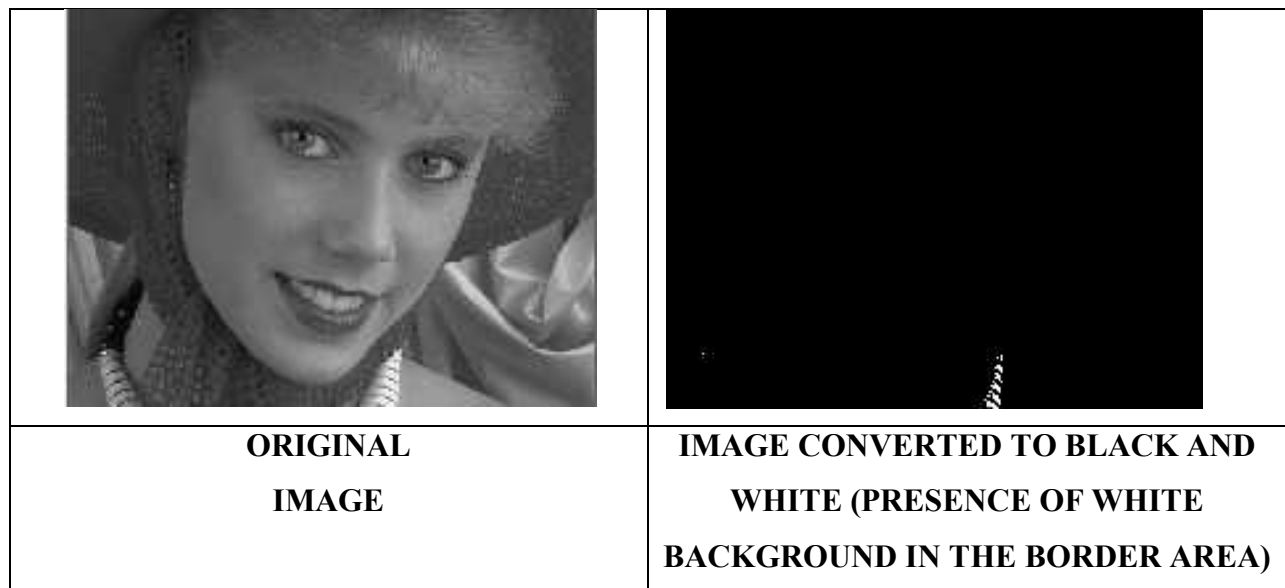 ORIGINAL
IMAGE
IMAGE CONVERTED TO BLACK AND
WHITE (PRESENCE OF WHITE
BACKGROUND IN THE BORDER AREA)